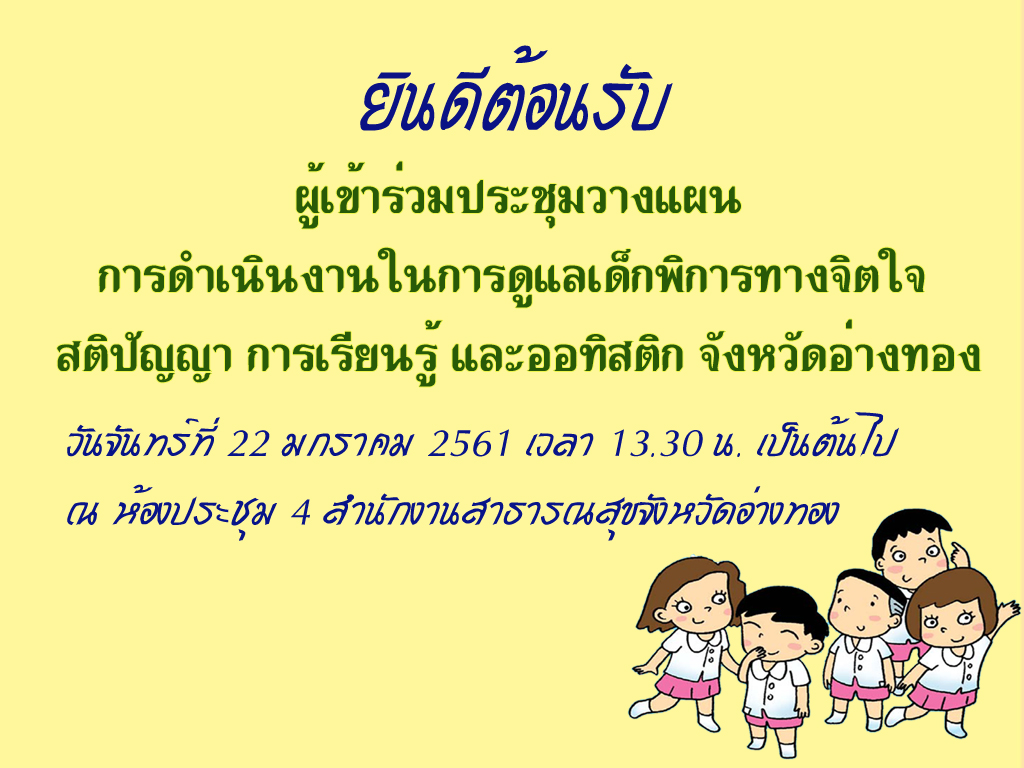 ยินดีต้อนรับ
ผู้เข้าร่วมประชุมวางแผน
การดำเนินงานในการดูแลเด็กพิการทางจิตใจ
สติปัญญา การเรียนรู้ และออทิสติก จังหวัดอ่างทอง
วันจันทร์ที่ 22 มกราคม 2561 เวลา 13.30 น. เป็นต้นไป
ณ ห้องประชุม 4 สำนักงานสาธารณสุขจังหวัดอ่างทอง